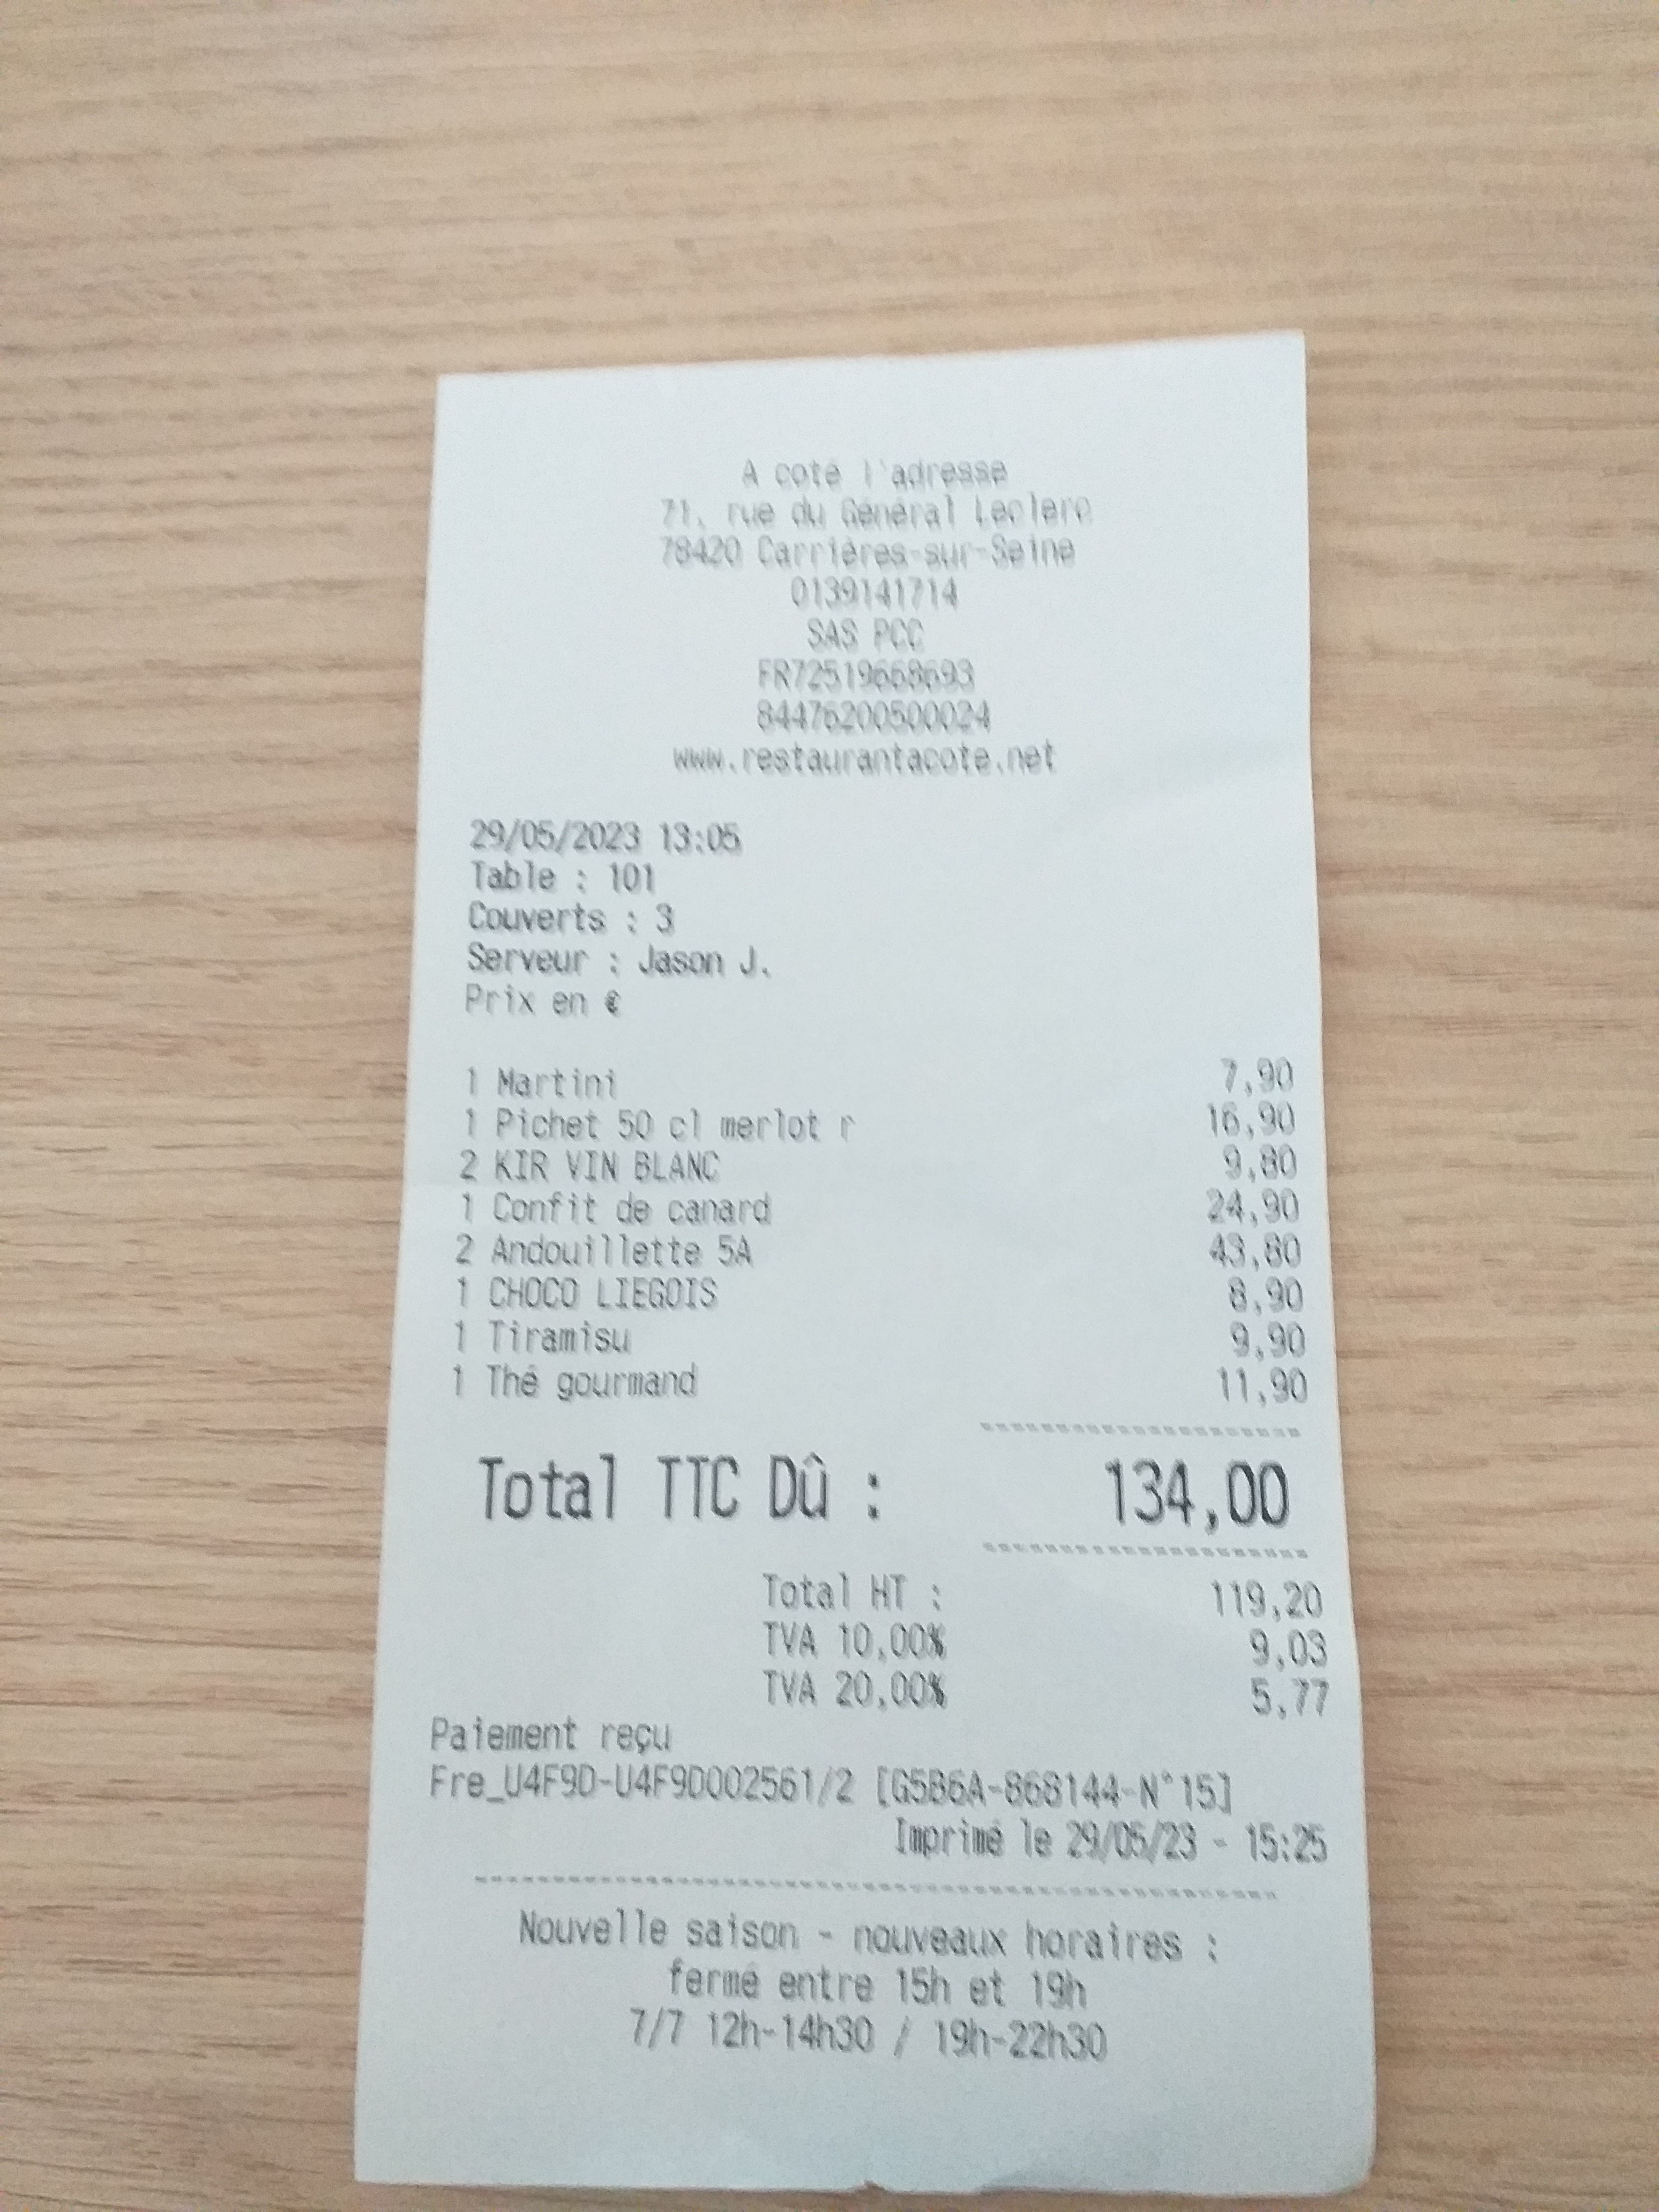 A coté l'adresse
71, rue du Général Leclerc
78420 Carrières-sur-Seine
0139141714
SAS PCC
FR72519668693
84476200500024
www.restaurantacote.net
29/05/2023 13:05
Table : 101
Couverts : 3
Serveur : Jason J.
Prix en €
1 Martini 7,90
1 Pichet 50 cl merlot r 16,90
2 KIR VIN BLANC 9,80
1 Confit de canard 24,90
2 Andouillette 5A 43,80
1 CHOCO LIEGOIS 8,90
1 Tiramisu 9,90
1 Thé gourmand 11,90
Total TTC Dû : 134,00
Total HT : 119,20
TVA 10,00% 9,03
TVA 20,00% 5,77
Paiement reçu
Fre_U4F9D-U4F9D002561/2 [G5B6A-868144-N°15]
Imprimé le 29/05/23 - 15:25
Nouvelle saison - nouveaux horaires :
fermé entre 15h et 19h
7/7 12h-14h30 / 19h-22h30